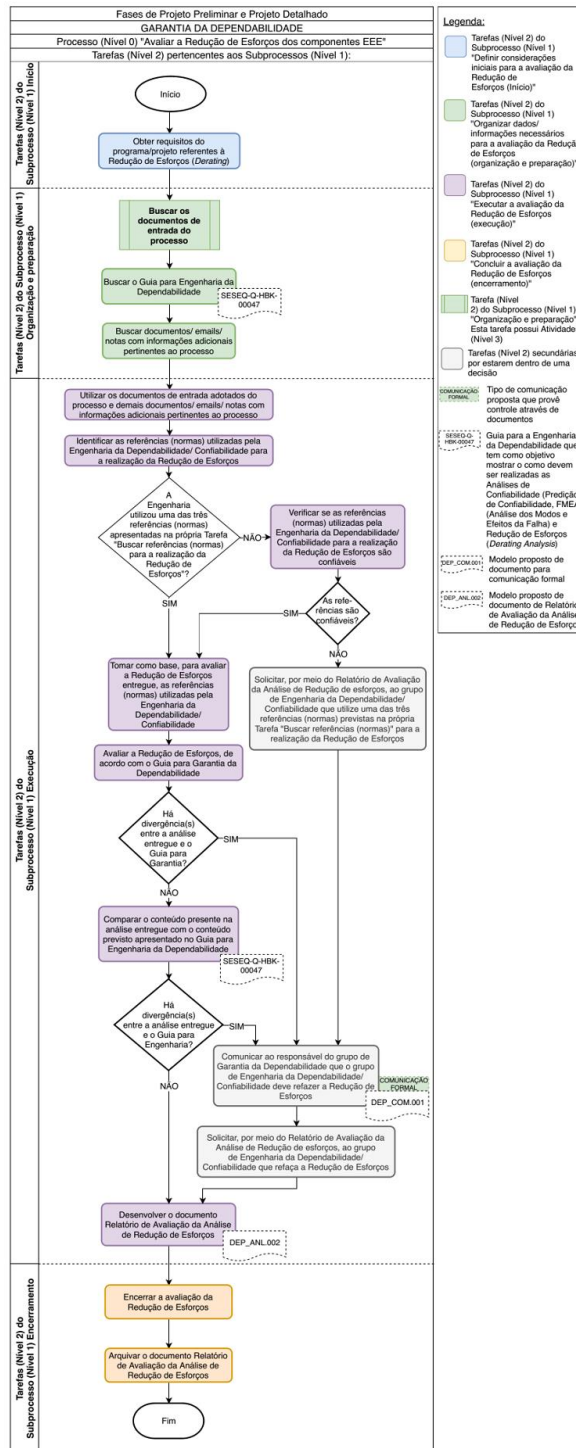 Fases de Projeto Preliminar e Projeto Detalhado
GARANTIA DA DEPENDABILIDADE
Processo (Nível 0) "Avaliar a Redução de Esforços dos componentes EEE"
Tarefas (Nível 2) pertencentes aos Subprocessos (Nível 1):
Tarefas (Nível 2) do
Subprocesso (Nível 1) Início
Início
Obter requisitos do
programa/projeto referentes à
Redução de Esforços (Derating)
Tarefas (Nível 2) do Subprocesso (Nível 1)
Organização e preparação
Buscar os
documentos de
entrada do
processo
Buscar o Guia para Engenharia da
Dependabilidade
SESEQ-Q-HBK-
00047
Buscar documentos/ emails/
notas com informações adicionais
pertinentes ao processo
Tarefas (Nível 2) do
Subprocesso (Nível 1) Execução
Utilizar os documentos de entrada adotados do
processo e demais documentos/ emails/ notas com
informações adicionais pertinentes ao processo
Identificar as referências (normas) utilizadas pela
Engenharia da Dependabilidade/ Confiabilidade para
a realização da Redução de Esforços
A
Engenharia
utilizou uma das três
referências (normas)
apresentadas na própria Tarefa
"Buscar referências (normas)
para a realização da
Redução de
Esforços"?
NÃO
Verificar se as referências
(normas) utilizadas pela
Engenharia da Dependabilidade/
Confiabilidade para a realização
da Redução de Esforços são
confiáveis
SIM
As refe-
rências são
confiáveis?
SIM
NÃO
Tomar como base, para avaliar
a Redução de Esforços
entregue, as referências
(normas) utilizadas pela
Engenharia da
Dependabilidade/
Confiabilidade
Solicitar, por meio do Relatório de Avaliação
da Análise de Redução de esforços, ao grupo
de Engenharia da Dependabilidade/
Confiabilidade que utilize uma das três
referências (normas) previstas na própria
Tarefa "Buscar referências (normas)" para a
realização da Redução de Esforços
Avaliar a Redução de Esforços, de
acordo com o Guia para Garantia da
Dependabilidade
Há
divergência(s)
entre a análise
entregue e o
Guia para
Garantia?
SIM
NÃO
Comparar o conteúdo presente na
análise entregue com o conteúdo
previsto apresentado no Guia para
Engenharia da Dependabilidade
SESEQ-Q-HBK-
00047
Há
divergência(s)
entre a análise entregue
e o Guia para
Engenharia?
SIM
NÃO
Comunicar ao responsável do grupo de
Garantia da Dependabilidade que o grupo
de Engenharia da Dependabilidade/
Confiabilidade deve refazer a Redução de
Esforços
COMUNICAÇÃO
FORMAL
DEP_COM.001
Solicitar, por meio do Relatório de Avaliação da
Análise de Redução de esforços, ao grupo
de Engenharia da Dependabilidade/
Confiabilidade que refaça a Redução de Esforços
Desenvolver o documento
Relatório de Avaliação da Análise
de Redução de Esforços
DEP_ANL.002
Tarefas (Nível 2) do
Subprocesso (Nível 1) Encerramento
Encerrar a avaliação da
Redução de Esforços
Arquivar o documento Relatório
de Avaliação da Análise de
Redução de Esforços
Fim
Legenda:
Tarefas (Nível 2) do
Subprocesso (Nível 1)
"Definir considerações
iniciais para a avaliação da
Redução de
Esforços (Início)"
Tarefas (Nível 2) do
Subprocesso (Nível 1)
"Organizar dados/
informações necessários
para a avaliação da Redução
de Esforços
(organização e preparação)"
Tarefas (Nível 2) do
Subprocesso (Nível 1)
"Executar a avaliação da
Redução de Esforços
(execução)"
Tarefas (Nível 2) do
Subprocesso (Nível 1)
"Concluir a avaliação da
Redução de Esforços
(encerramento)"
Tarefa (Nível
2) do Subprocesso (Nível 1)
"Organização e preparação"
Esta tarefa possui Atividade
(Nível 3)
Tarefas (Nível 2) secundárias
por estarem dentro de uma
decisão
COMUNICAÇÃO
FORMAL
Tipo de comunicação
proposta que provê
controle através de
documentos
SESEQ-Q-
HBK-00047
Guia para a Engenharia
da Dependabilidade que
tem como objetivo
mostrar o como devem
ser realizadas as
Análises de
Confiabilidade (Predição
de Confiabilidade, FMEA
(Análise dos Modos e
Efeitos da Falha) e
Redução de Esforços
(Derating Analysis)
DEP_COM.001
Modelo proposto de
documento para
comunicação formal
DEP_ANL.002
Modelo proposto de
documento de Relatório
de Avaliação da Análise
de Redução de Esforço